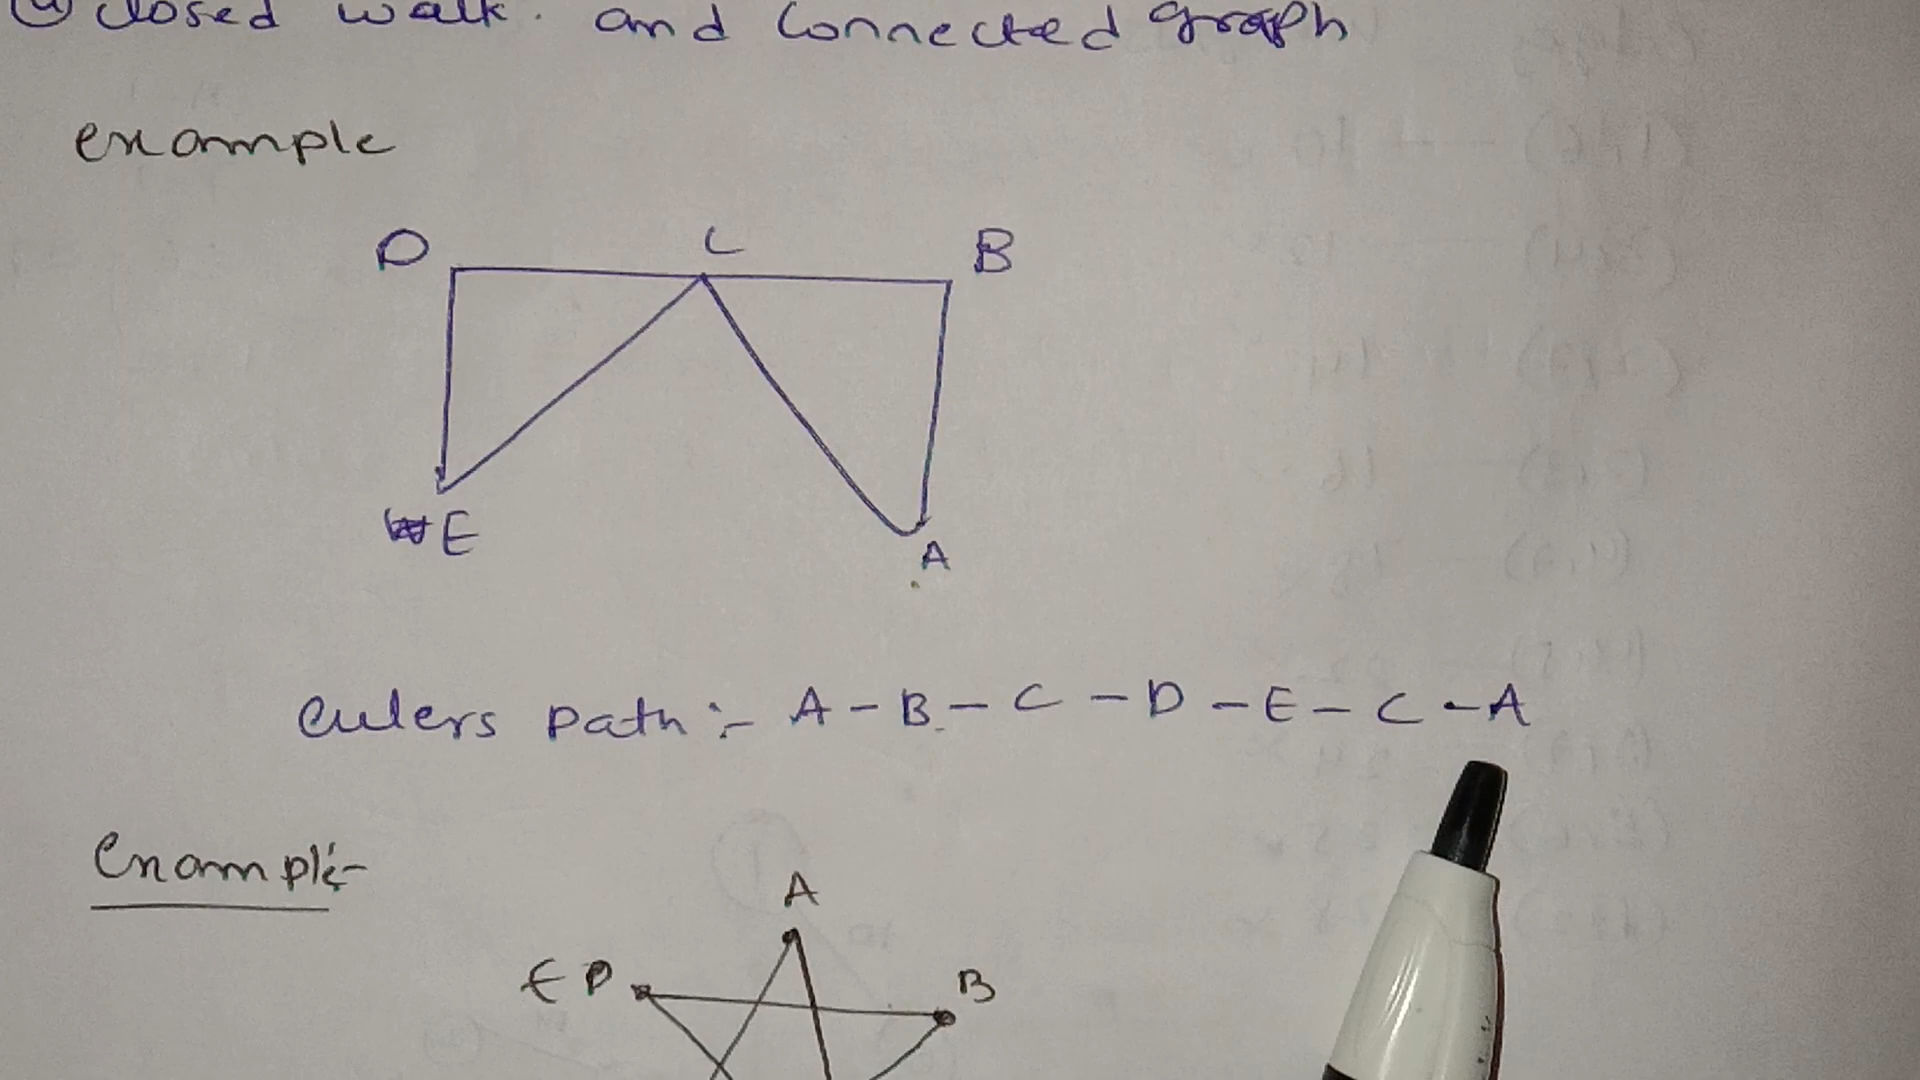 closed walk. and connected graph
example
D C B
E
A
eulers path :- A - B - C - D - E - C - A
Example:-
A
E D B